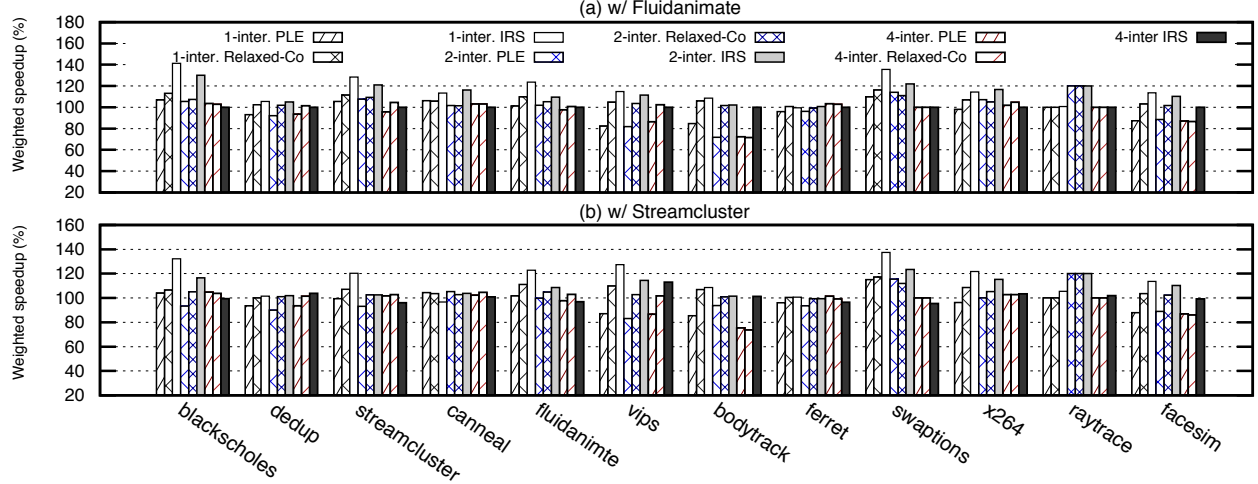 (a) w/ Fluidanimate
Weighted speedup (%)
180
160
140
120
100
80
60
40
20
1-inter. PLE
1-inter. Relaxed-Co
1-inter. IRS
2-inter. PLE
2-inter. Relaxed-Co
2-inter. IRS
4-inter. PLE
4-inter. Relaxed-Co
4-inter IRS
(b) w/ Streamcluster
Weighted speedup (%)
160
140
120
100
80
60
40
20
blackscholes
dedup
streamcluster
canneal
fluidanimte
vips
bodytrack
ferret
swaptions
x264
raytrace
facesim